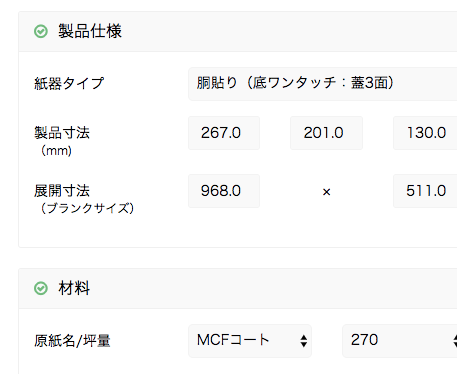 製品仕様
紙器タイプ 胴貼り（底ワンタッチ：蓋3面）
製品寸法 267.0 201.0 130.0
（mm)
展開寸法 968.0 × 511.0
（ブランクサイズ）
材料
原紙名/坪量 MCFコート 270